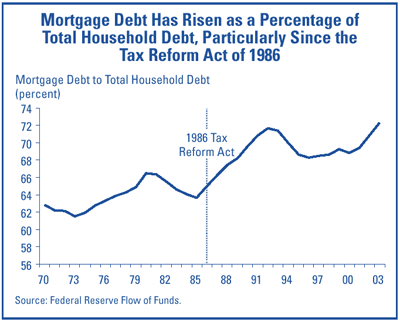 Mortgage Debt Has Risen as a Percentage of
Total Household Debt, Particularly Since the
Tax Reform Act of 1986
Mortgage Debt to Total Household Debt
(percent)
74
72
70
68
66
64
62
60
58
56
1986 Tax
Reform Act
70 73 76 79 82 85 88 91 94 97 00 03
Source: Federal Reserve Flow of Funds.